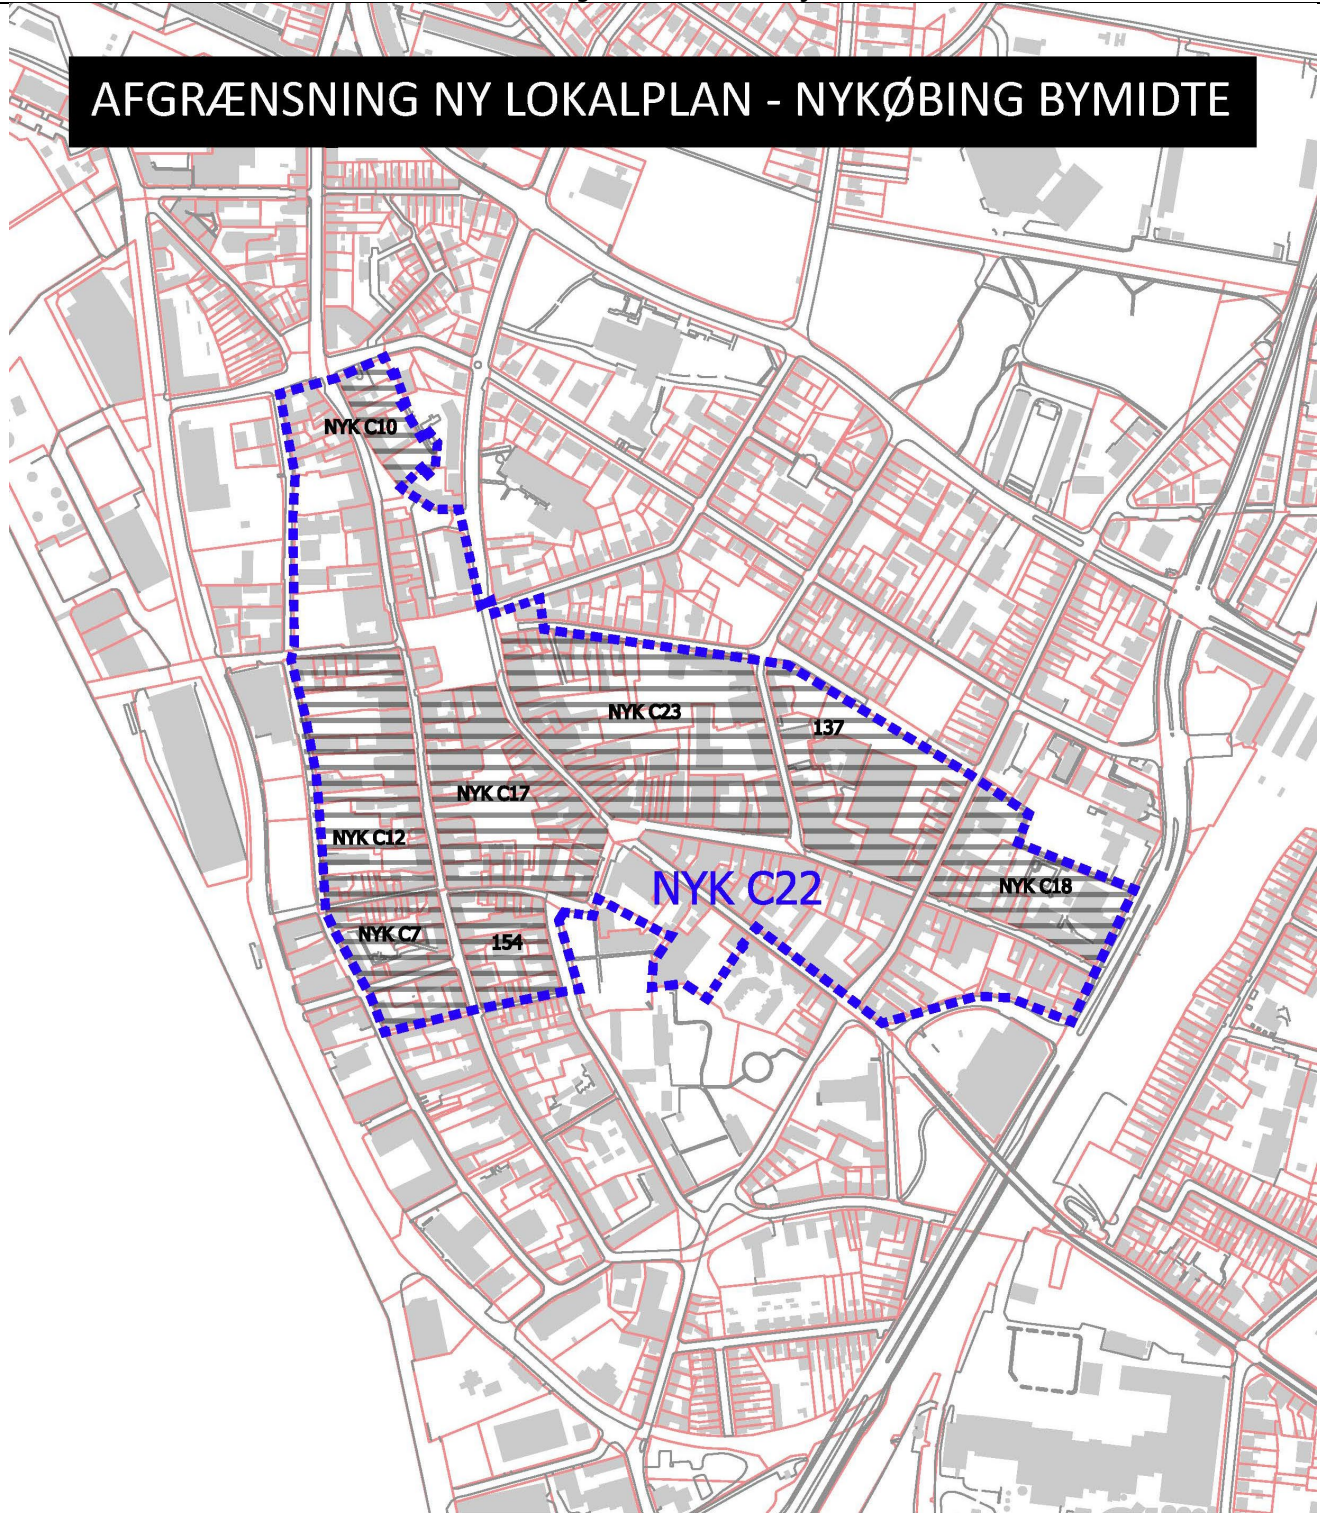 AFGRÆNSNING NY LOKALPLAN - NYKØBING BYMIDTE
NYK C10
NYK C23
137
NYK C17
NYK C12
NYK C22
NYK C18
NYK C7
154